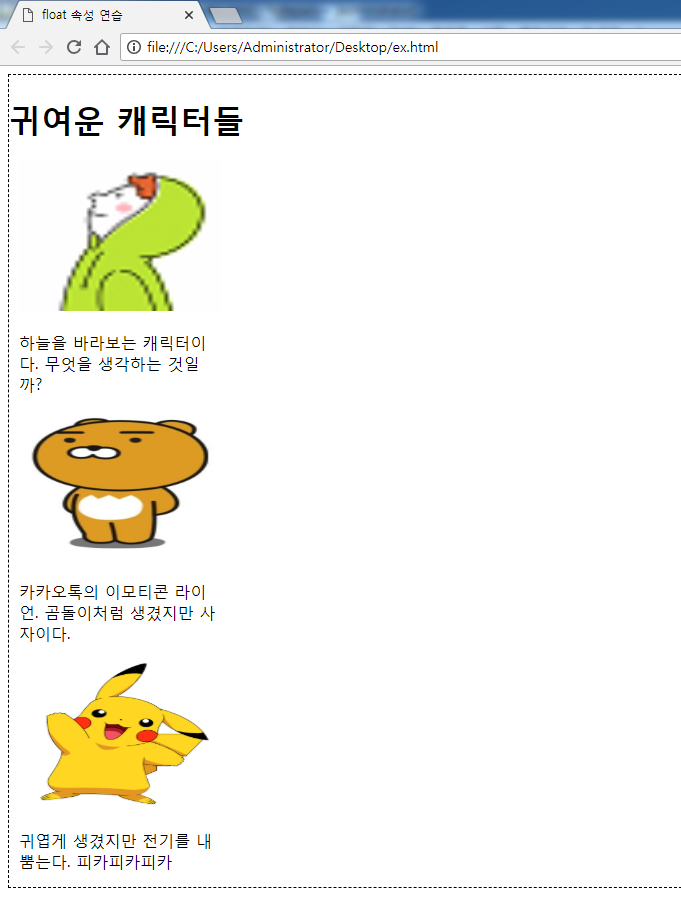 float 속성 연습
file:///C:/Users/Administrator/Desktop/ex.html
귀여운 캐릭터들
하늘을 바라보는 캐릭터이
다. 무엇을 생각하는 것일
까?
카카오톡의 이모티콘 라이
언. 곰돌이처럼 생겼지만 사
자이다.
귀엽게 생겼지만 전기를 내
뿜는다. 피카피카피카